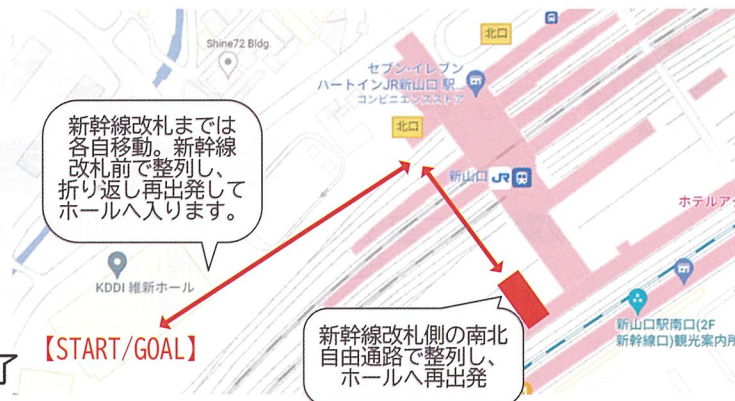 Shine72 Bldg
北口
セブン-イレブン
ハートインJR新山口 駅...
コンビニエンスストア
新幹線改札までは
各自移動。新幹線
改札前で整列し、
折り返し再出発して
ホールへ入ります。
北口
新山口 JR
ホテルア
KDDI 維新ホール
【START/GOAL】
新幹線改札側の南北
自由通路で整列し、
ホールへ再出発
新山口駅南口(2F
新幹線口)観光案内所
了